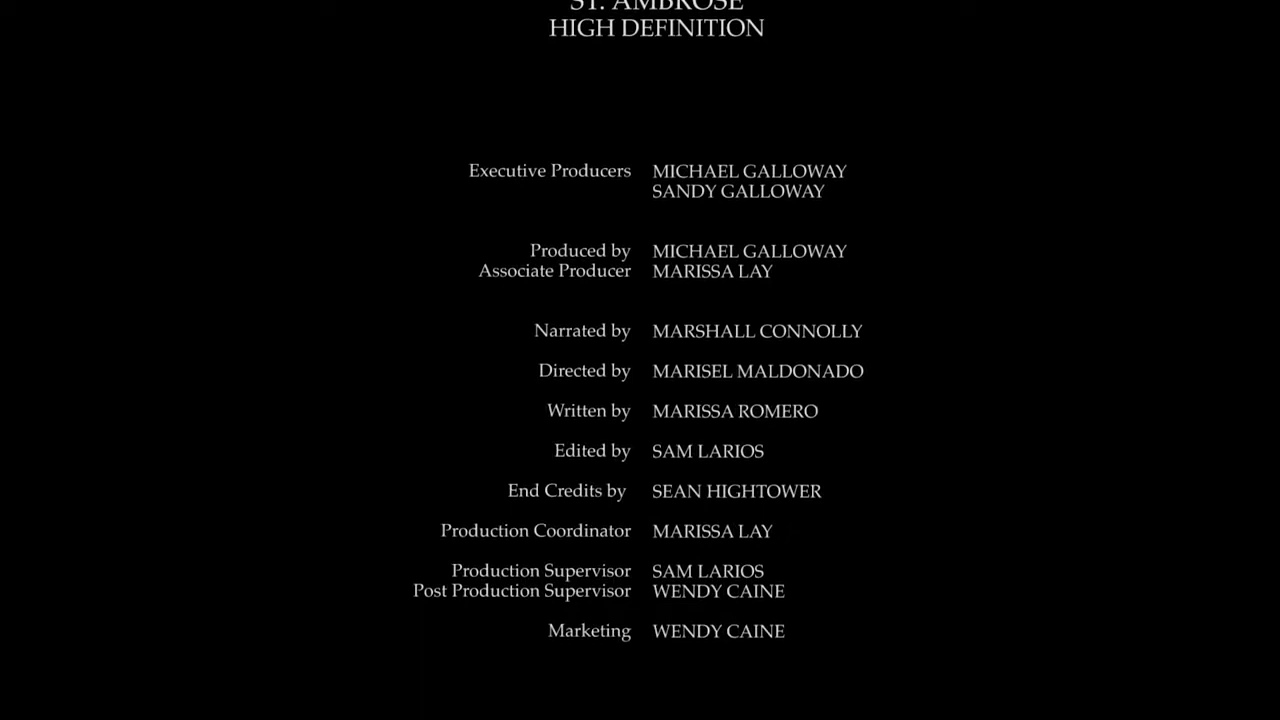 ST. AMBROSE
HIGH DEFINITION
Executive Producers MICHAEL GALLOWAY
SANDY GALLOWAY
Produced by MICHAEL GALLOWAY
Associate Producer MARISSA LAY
Narrated by MARSHALL CONNOLLY
Directed by MARISEL MALDONADO
Written by MARISSA ROMERO
Edited by SAM LARIOS
End Credits by SEAN HIGHTOWER
Production Coordinator MARISSA LAY
Production Supervisor SAM LARIOS
Post Production Supervisor WENDY CAINE
Marketing WENDY CAINE